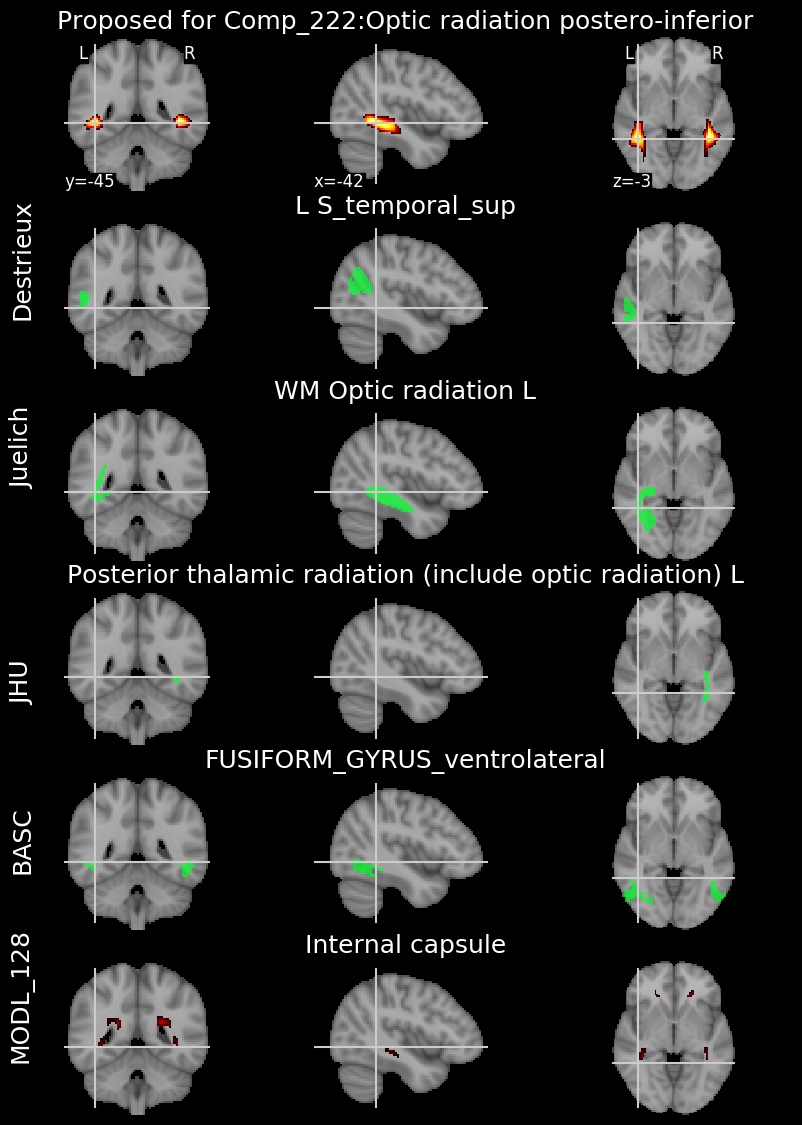 Proposed for Comp_222:Optic radiation postero-inferior
L R L R
y=-45 x=-42 z=-3
L S_temporal_sup
Destrieux
WM Optic radiation L
Juelich
Posterior thalamic radiation (include optic radiation) L
JHU
FUSIFORM_GYRUS_ventrolateral
BASC
Internal capsule
MODL_128